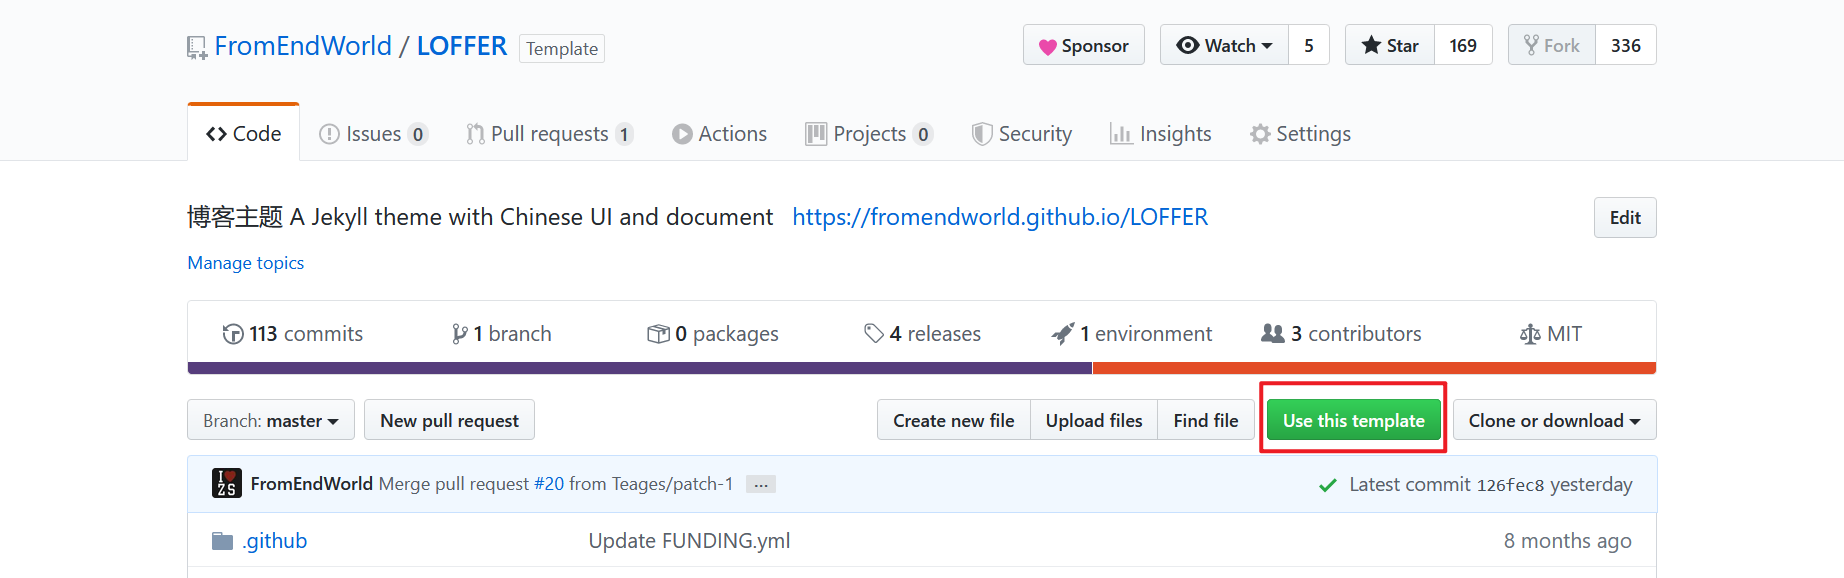 FromEndWorld / LOFFER Template Sponsor Watch 5 Star 169 Fork 336
Code Issues 0 Pull requests 1 Actions Projects 0 Security Insights Settings
博客主题 A Jekyll theme with Chinese UI and document https://fromendworld.github.io/LOFFER Edit
Manage topics
113 commits 1 branch 0 packages 4 releases 1 environment 3 contributors MIT
Branch: master New pull request Create new file Upload files Find file Use this template Clone or download
I ZS FromEndWorld Merge pull request #20 from Teages/patch-1 ... Latest commit 126fec8 yesterday
.github Update FUNDING.yml 8 months ago